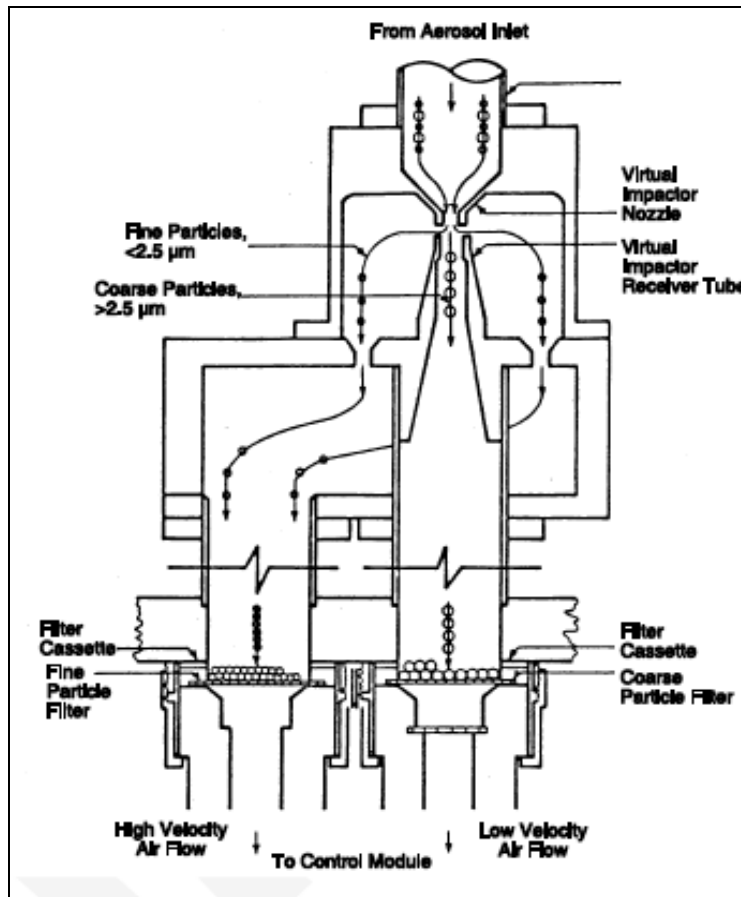 From Aerosol Inlet
Virtual
Impactor
Nozzle
Fine Particles,
<2.5 μm
Virtual
Impactor
Receiver Tube
Coarse Particles,
>2.5 μm
Filter
Cassette
Fine
Particle
Filter
Filter
Cassette
Coarse
Particle Filter
High Velocity
Air Flow
To Control Module
Low Velocity
Air Flow